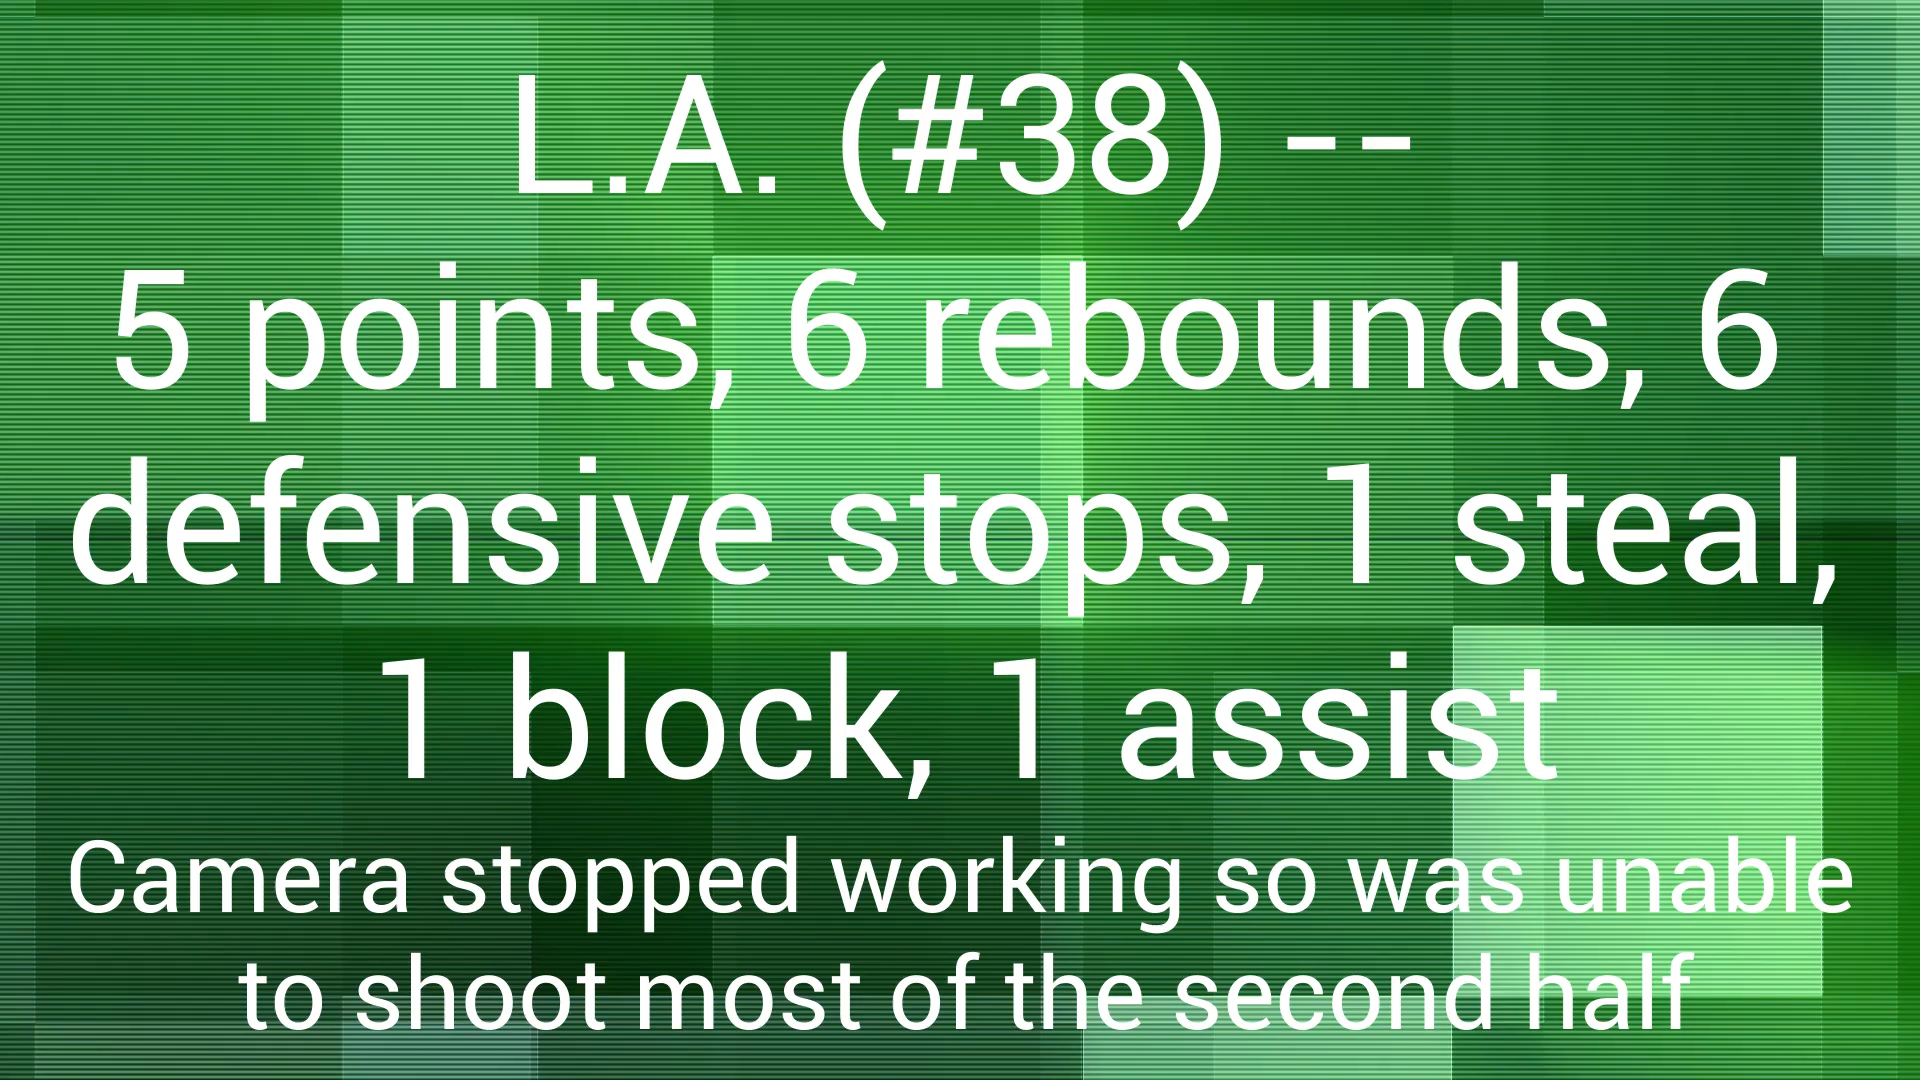 L.A. (#38) --
5 points, 6 rebounds, 6
defensive stops, 1 steal,
1 block, 1 assist
Camera stopped working so was unable
to shoot most of the second half